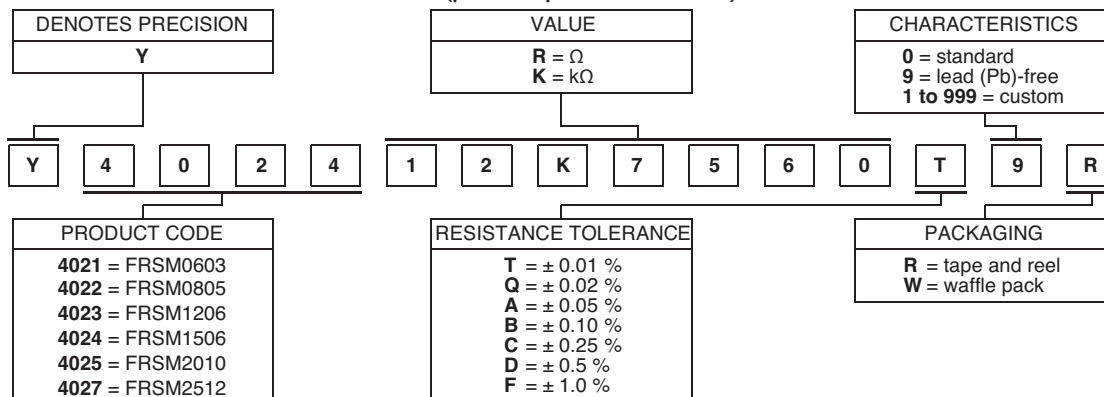 DENOTES PRECISION
Y
VALUE
R = Ω
K = kΩ
CHARACTERISTICS
0 = standard
9 = lead (Pb)-free
1 to 999 = custom
Y 4 0 2 4 1 2 K 7 5 6 0 T 9 R
PRODUCT CODE
4021 = FRSM0603
4022 = FRSM0805
4023 = FRSM1206
4024 = FRSM1506
4025 = FRSM2010
4027 = FRSM2512
RESISTANCE TOLERANCE
T = ± 0.01 %
Q = ± 0.02 %
A = ± 0.05 %
B = ± 0.10 %
C = ± 0.25 %
D = ± 0.5 %
F = ± 1.0 %
PACKAGING
R = tape and reel
W = waffle pack